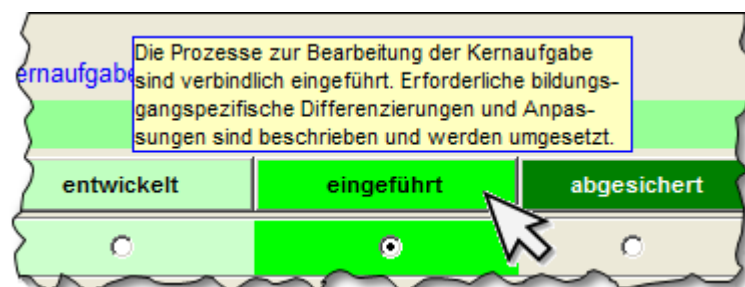 Die Prozesse zur Bearbeitung der Kernaufgabe
ernaufgabe
sind verbindlich eingeführt. Erforderliche bildungs-
gangspezifische Differenzierungen und Anpas-
sungen sind beschrieben und werden umgesetzt.
entwickelt eingeführt abgesichert